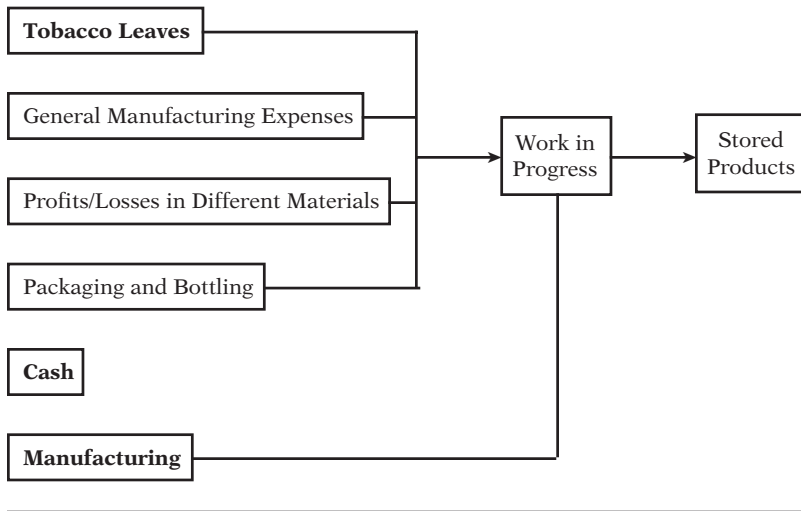 Tobacco Leaves
General Manufacturing Expenses
Profits/Losses in Different Materials
Packaging and Bottling
Cash
Manufacturing
Work in
Progress
Stored
Products